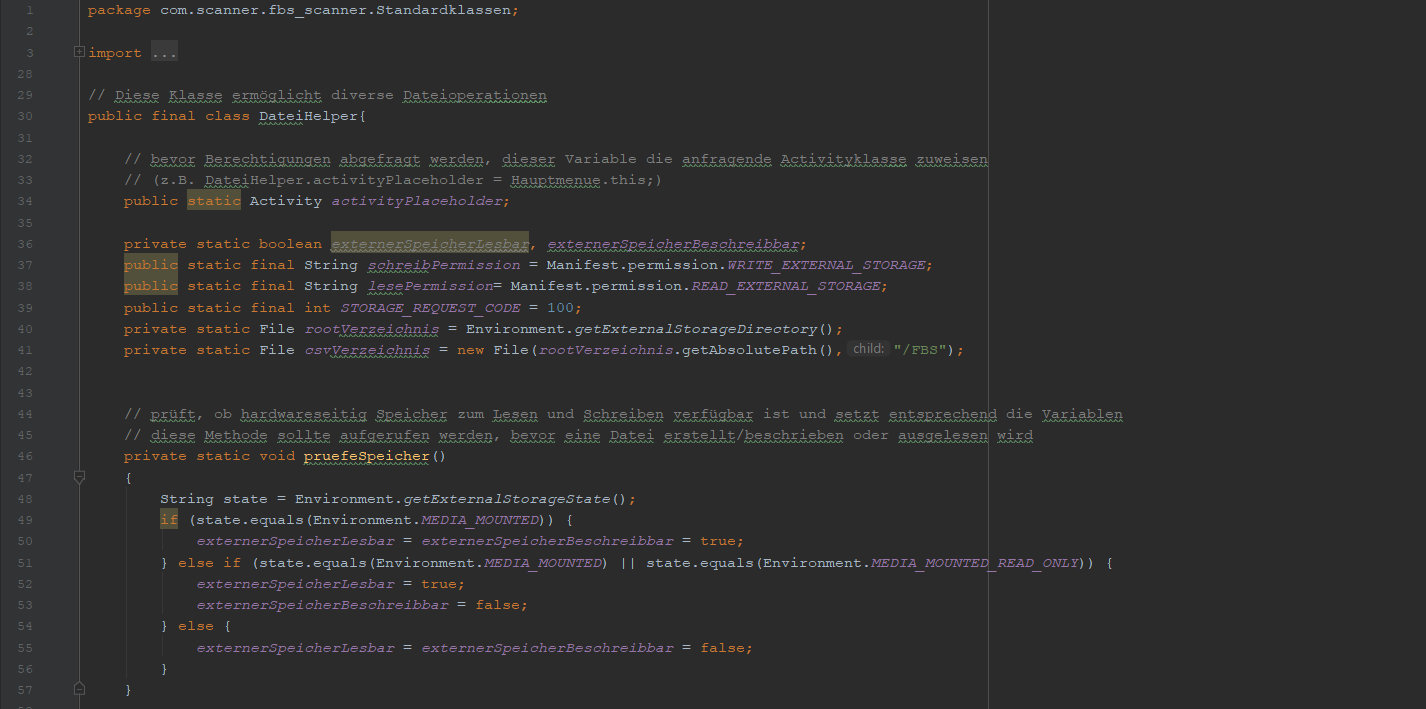 1 package com.scanner.fbs_scanner.Standardklassen;
2
3 import ...
28
29 // Diese Klasse ermöglicht diverse Dateioperationen
30 public final class DateiHelper{
31
32 // bevor Berechtigungen abgefragt werden, dieser Variable die anfragende Activityklasse zuweisen
33 // (z.B. DateiHelper.activityPlaceholder = Hauptmenue.this;)
34 public static Activity activityPlaceholder;
35
36 private static boolean externerSpeicherLesbar, externerSpeicherBeschreibbar;
37 public static final String schreibPermission = Manifest.permission.WRITE_EXTERNAL_STORAGE;
38 public static final String lesePermission= Manifest.permission.READ_EXTERNAL_STORAGE;
39 public static final int STORAGE_REQUEST_CODE = 100;
40 private static File rootVerzeichnis = Environment.getExternalStorageDirectory();
41 private static File csvVerzeichnis = new File(rootVerzeichnis.getAbsolutePath(), child: "/FBS");
42
43
44 // prüft, ob hardwareseitig Speicher zum Lesen und Schreiben verfügbar ist und setzt entsprechend die Variablen
45 // diese Methode sollte aufgerufen werden, bevor eine Datei erstellt/beschrieben oder ausgelesen wird
46 private static void pruefeSpeicher()
47 {
48 String state = Environment.getExternalStorageState();
49 if (state.equals(Environment.MEDIA_MOUNTED)) {
50 externerSpeicherLesbar = externerSpeicherBeschreibbar = true;
51 } else if (state.equals(Environment.MEDIA_MOUNTED) || state.equals(Environment.MEDIA_MOUNTED_READ_ONLY)) {
52 externerSpeicherLesbar = true;
53 externerSpeicherBeschreibbar = false;
54 } else {
55 externerSpeicherLesbar = externerSpeicherBeschreibbar = false;
56 }
57 }